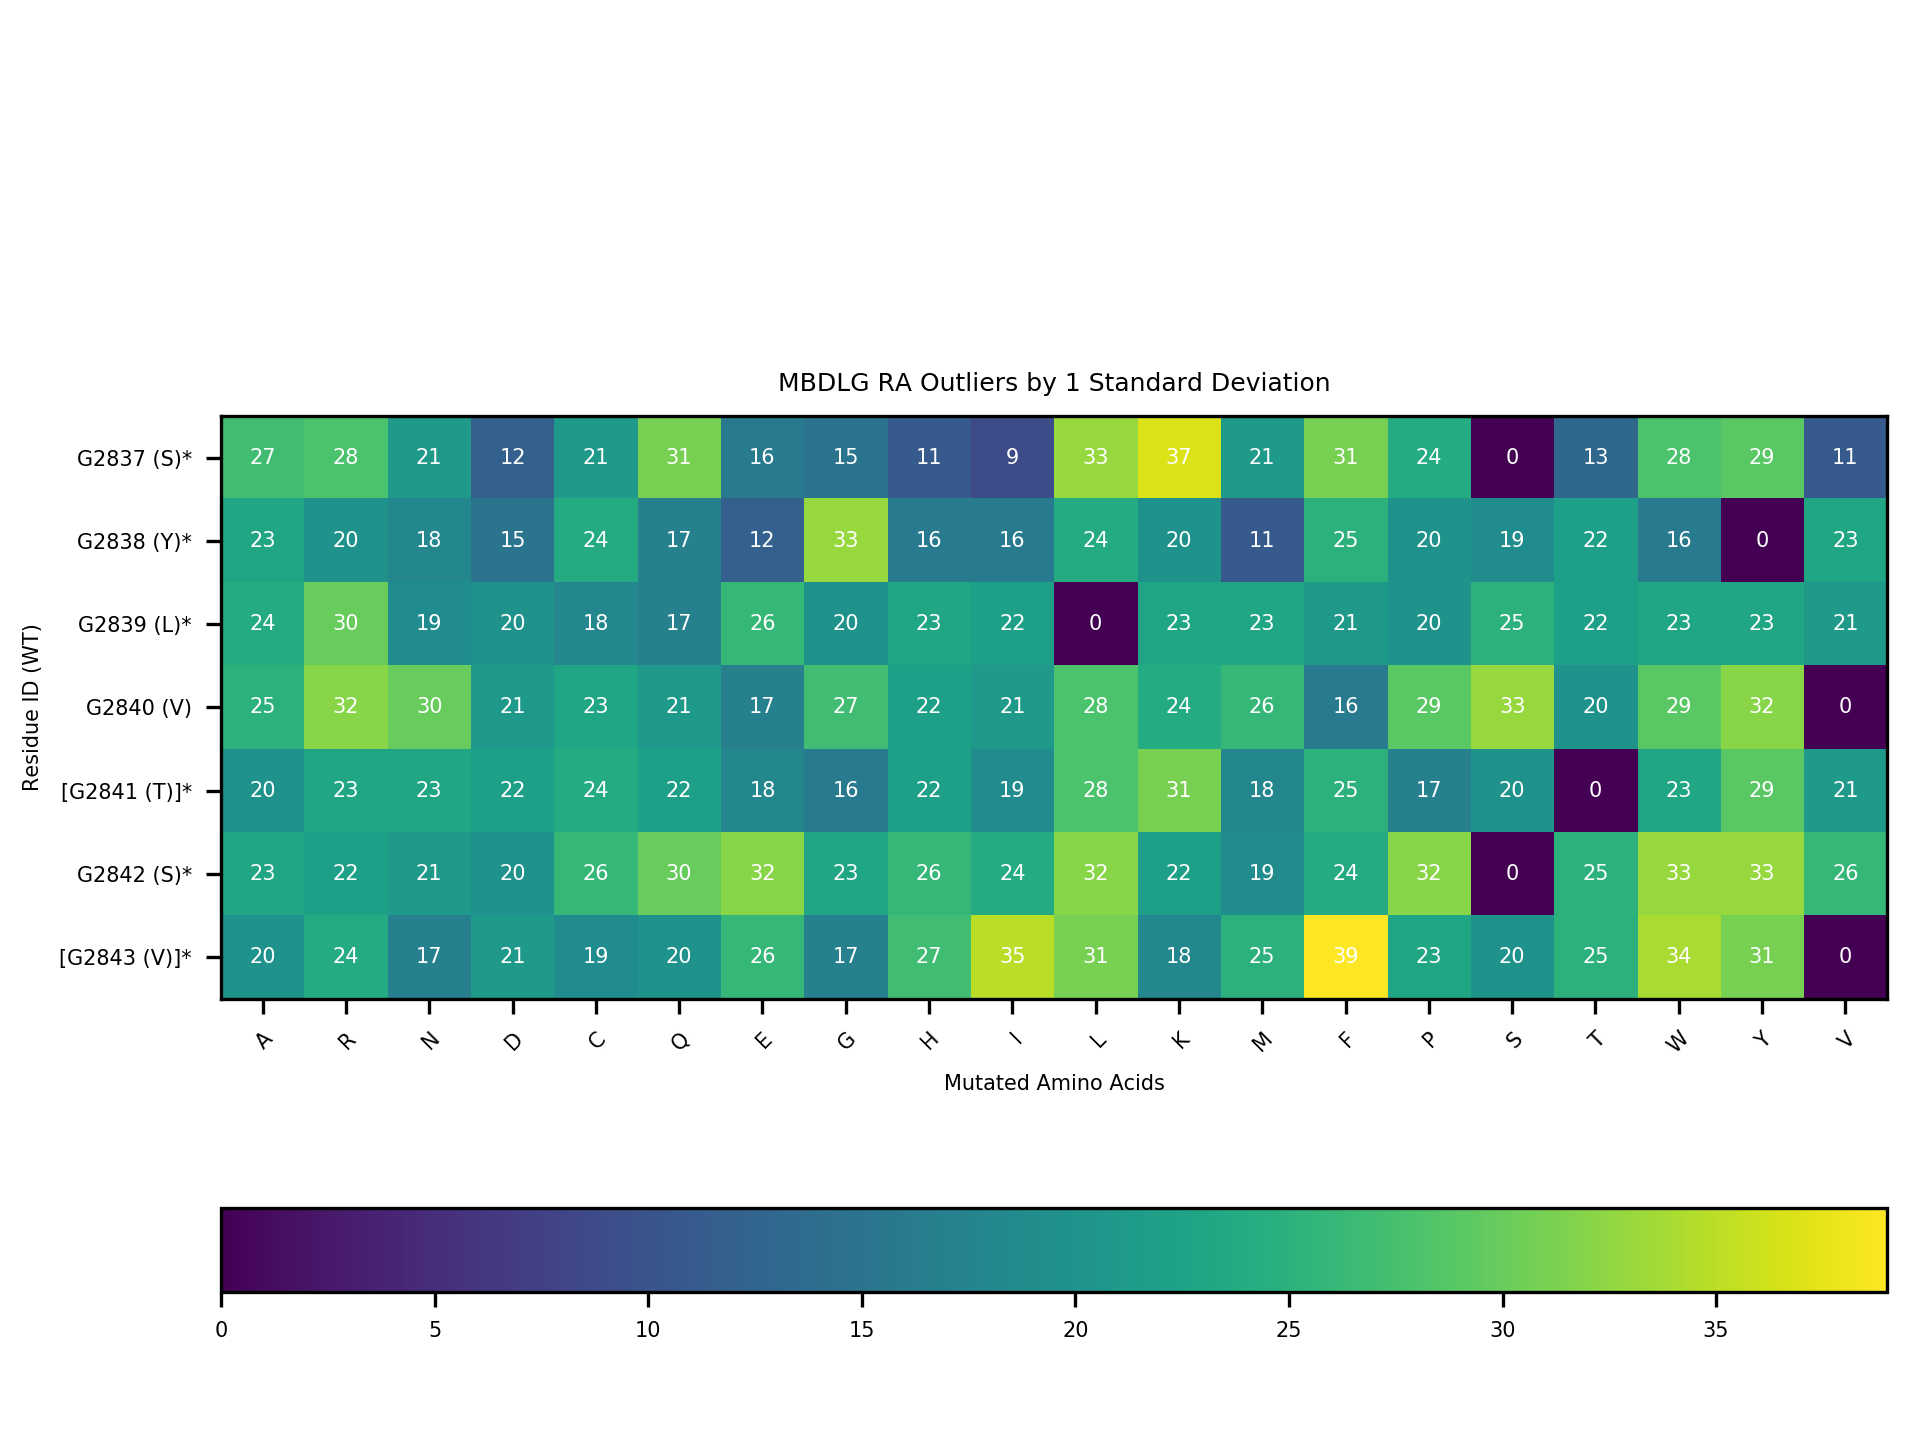 MBDLG RA Outliers by 1 Standard Deviation
Residue ID (WT)
G2837 (S)* 27 28 21 12 21 31 16 15 11 9 33 37 21 31 24 0 13 28 29 11
G2838 (Y)* 23 20 18 15 24 17 12 33 16 16 24 20 11 25 20 19 22 16 0 23
G2839 (L)* 24 30 19 20 18 17 26 20 23 22 0 23 23 21 20 25 22 23 23 21
G2840 (V) 25 32 30 21 23 21 17 27 22 21 28 24 26 16 29 33 20 29 32 0
[G2841 (T)]* 20 23 23 22 24 22 18 16 22 19 28 31 18 25 17 20 0 23 29 21
G2842 (S)* 23 22 21 20 26 30 32 23 26 24 32 22 19 24 32 0 25 33 33 26
[G2843 (V)]* 20 24 17 21 19 20 26 17 27 35 31 18 25 39 23 20 25 34 31 0
A R N D C Q E G H I L K M F P S T W Y V
Mutated Amino Acids
0 5 10 15 20 25 30 35